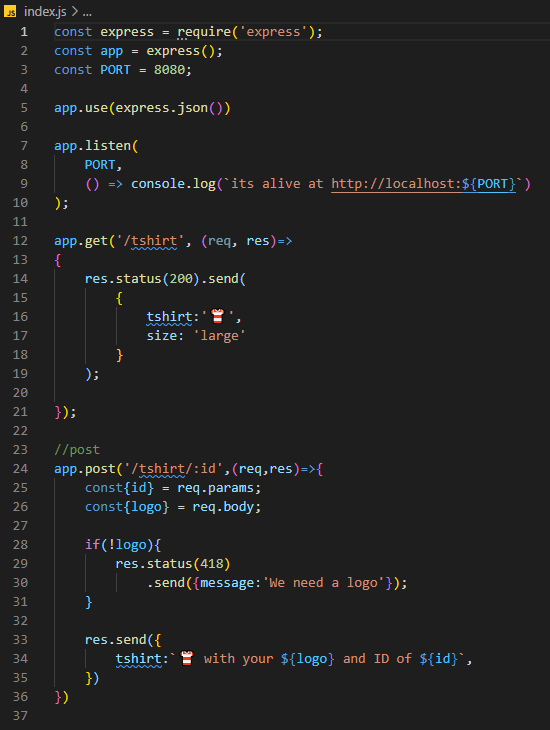 JS index.js > ...
1 const express = require('express');
2 const app = express();
3 const PORT = 8080;
4
5 app.use(express.json())
6
7 app.listen(
8     PORT,
9     () => console.log(`its alive at http://localhost:${PORT}`)
10 );
11
12 app.get('/tshirt', (req, res)=>
13 {
14     res.status(200).send(
15         {
16             tshirt:'👕',
17             size: 'large'
18         }
19     );
20
21 });
22
23 //post
24 app.post('/tshirt/:id',(req,res)=>{
25     const{id} = req.params;
26     const{logo} = req.body;
27
28     if(!logo){
29         res.status(418)
30             .send({message:'We need a logo'});
31     }
32
33     res.send({
34         tshirt:`👕 with your ${logo} and ID of ${id}`,
35     })
36 })
37